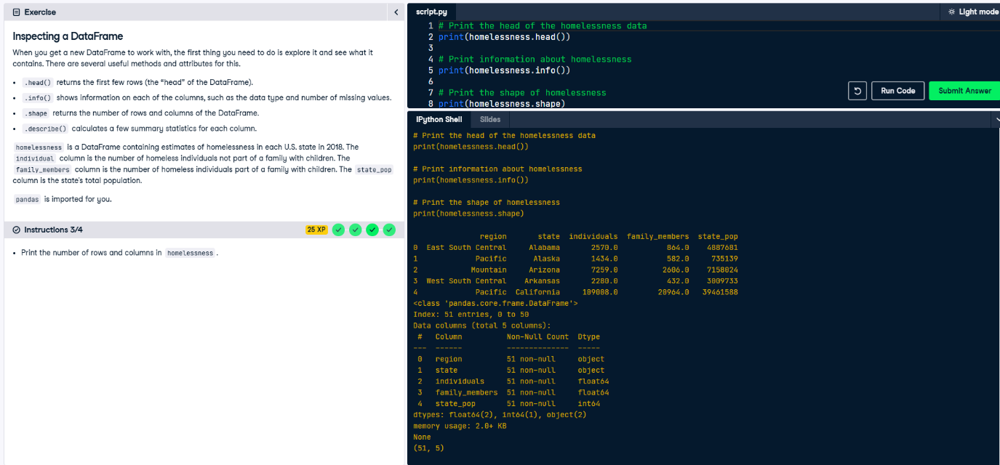 Exercise
Inspecting a DataFrame
When you get a new DataFrame to work with, the first thing you need to do is explore it and see what it
contains. There are several useful methods and attributes for this.
• .head() returns the first few rows (the “head” of the DataFrame).
• .info() shows information on each of the columns, such as the data type and number of missing values.
• .shape returns the number of rows and columns of the DataFrame.
• .describe() calculates a few summary statistics for each column.
homelessness is a DataFrame containing estimates of homelessness in each U.S. state in 2018. The
individual column is the number of homeless individuals not part of a family with children. The
family_members column is the number of homeless individuals part of a family with children. The state_pop
column is the state's total population.
pandas is imported for you.
Instructions 3/4
25 XP
• Print the number of rows and columns in homelessness .
script.py
Light mode
1 # Print the head of the homelessness data
2 print(homelessness.head())
3
4 # Print information about homelessness
5 print(homelessness.info())
6
7 # Print the shape of homelessness
8 print(homelessness.shape)
Run Code
Submit Answer
IPython Shell
Slides
# Print the head of the homelessness data
print(homelessness.head())
# Print information about homelessness
print(homelessness.info())
# Print the shape of homelessness
print(homelessness.shape)
region state individuals family_members state_pop
0 East South Central Alabama 2570.0 864.0 4887681
1 Pacific Alaska 1434.0 582.0 735139
2 Mountain Arizona 7259.0 2606.0 7158024
3 West South Central Arkansas 2280.0 432.0 3009733
4 Pacific California 109008.0 20964.0 39461588
<class 'pandas.core.frame.DataFrame'>
Index: 51 entries, 0 to 50
Data columns (total 5 columns):
# Column Non-Null Count Dtype
--- ------ -------------- -----
0 region 51 non-null object
1 state 51 non-null object
2 individuals 51 non-null float64
3 family_members 51 non-null float64
4 state_pop 51 non-null int64
dtypes: float64(2), int64(1), object(2)
memory usage: 2.0+ KB
None
(51, 5)